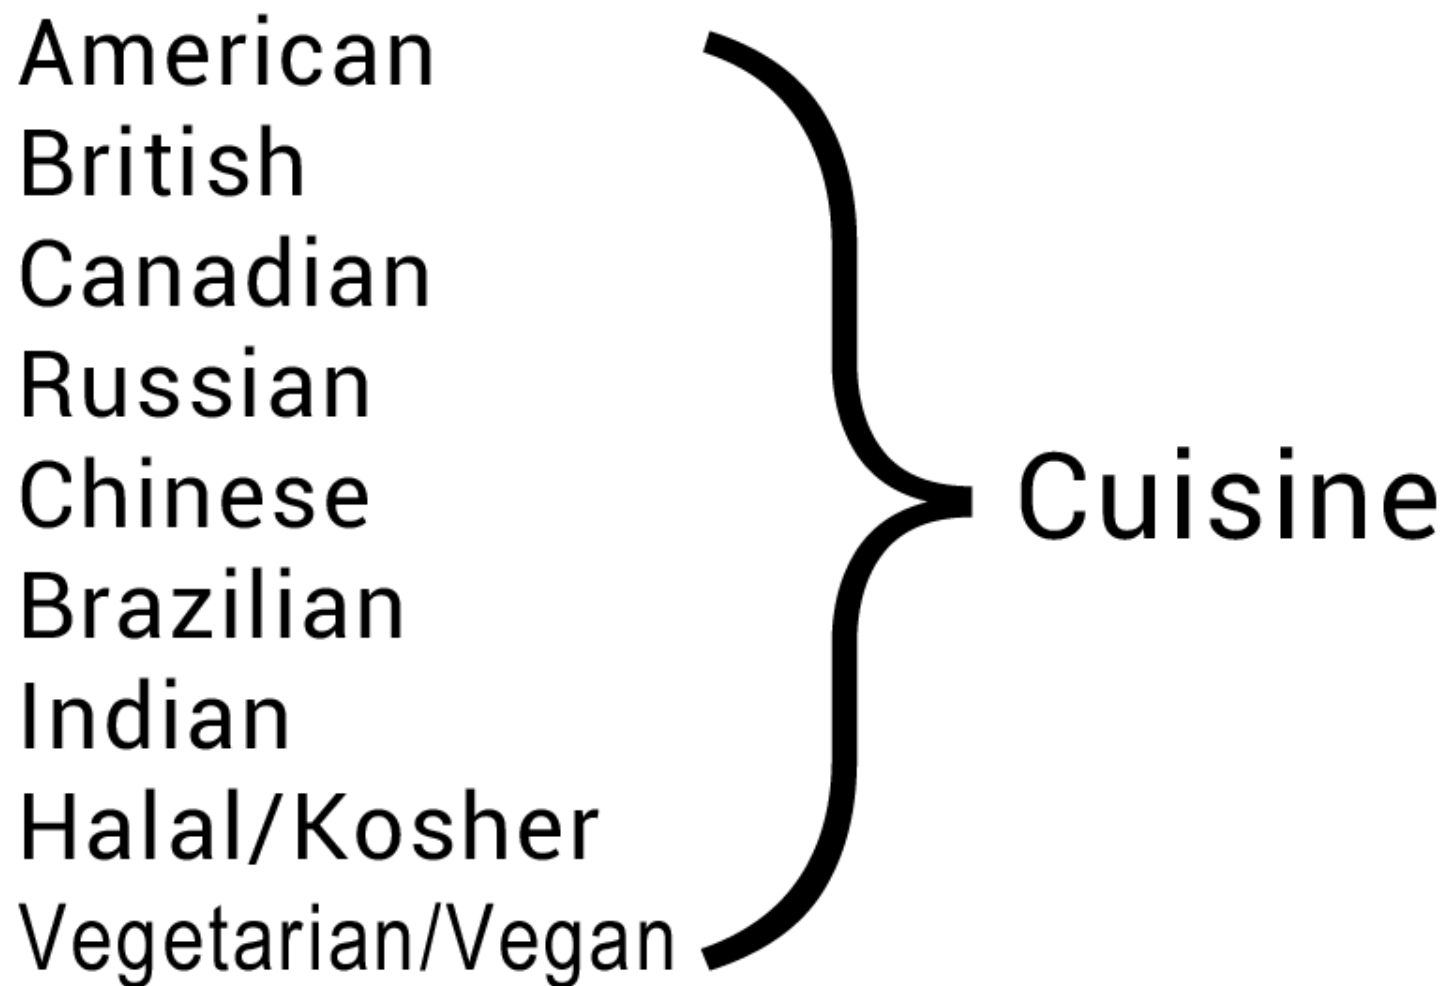 American
British
Canadian
Russian
Chinese
Brazilian
Indian
Halal/Kosher
Vegetarian/Vegan
Cuisine